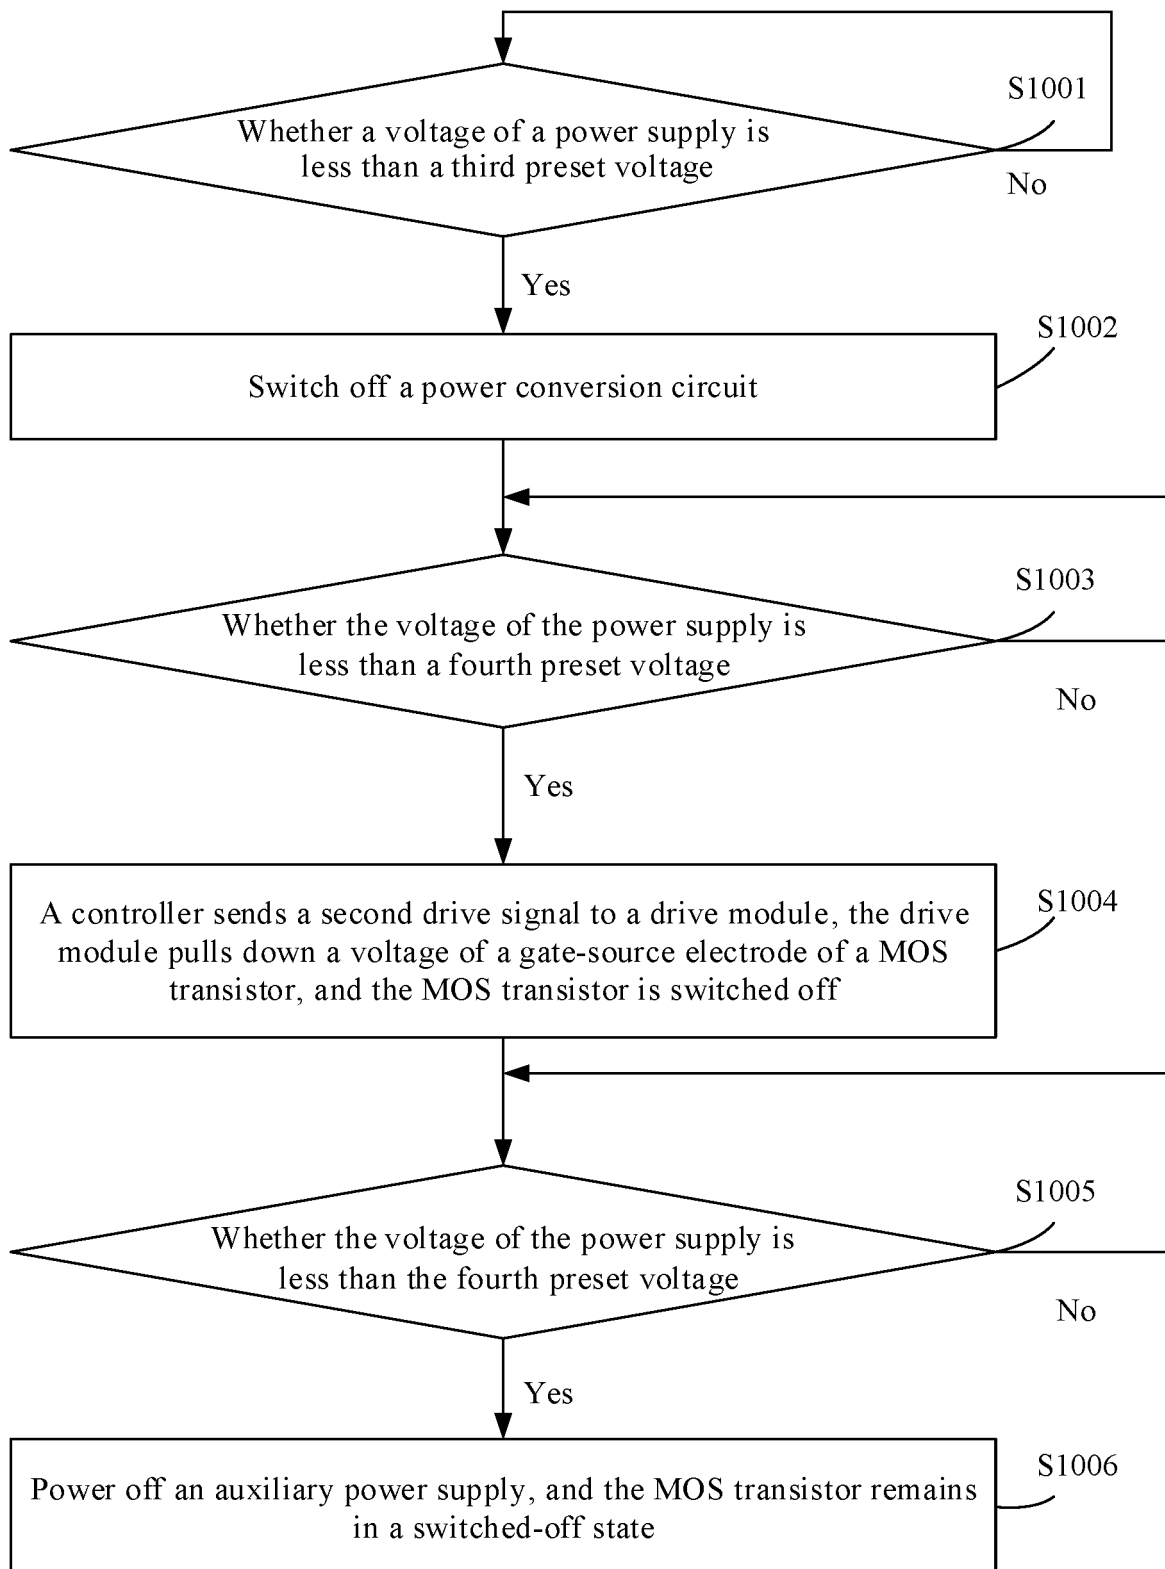 S1001
Whether a voltage of a power supply is
less than a third preset voltage
No
Yes
S1002
Switch off a power conversion circuit
S1003
Whether the voltage of the power supply is
less than a fourth preset voltage
No
Yes
S1004
A controller sends a second drive signal to a drive module, the drive
module pulls down a voltage of a gate-source electrode of a MOS
transistor, and the MOS transistor is switched off
S1005
Whether the voltage of the power supply is
less than the fourth preset voltage
No
Yes
S1006
Power off an auxiliary power supply, and the MOS transistor remains
in a switched-off state